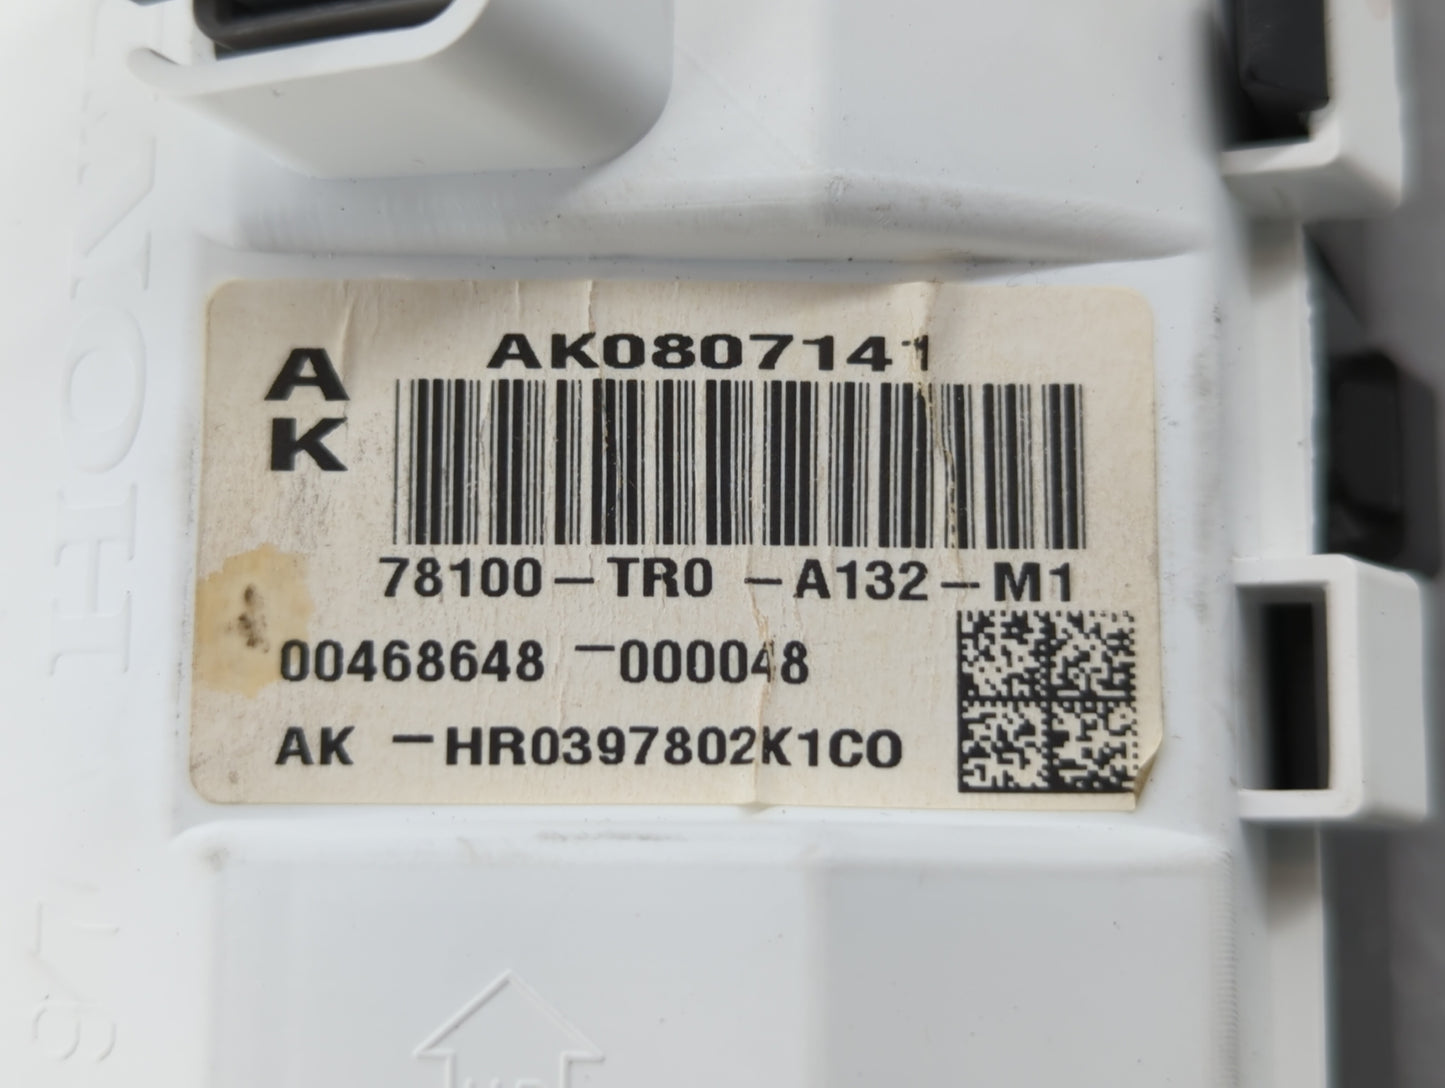 AK0807141
A
K
78100-TR0 -A132-M1
00468648 -000048
AK -HR0397802K1C0